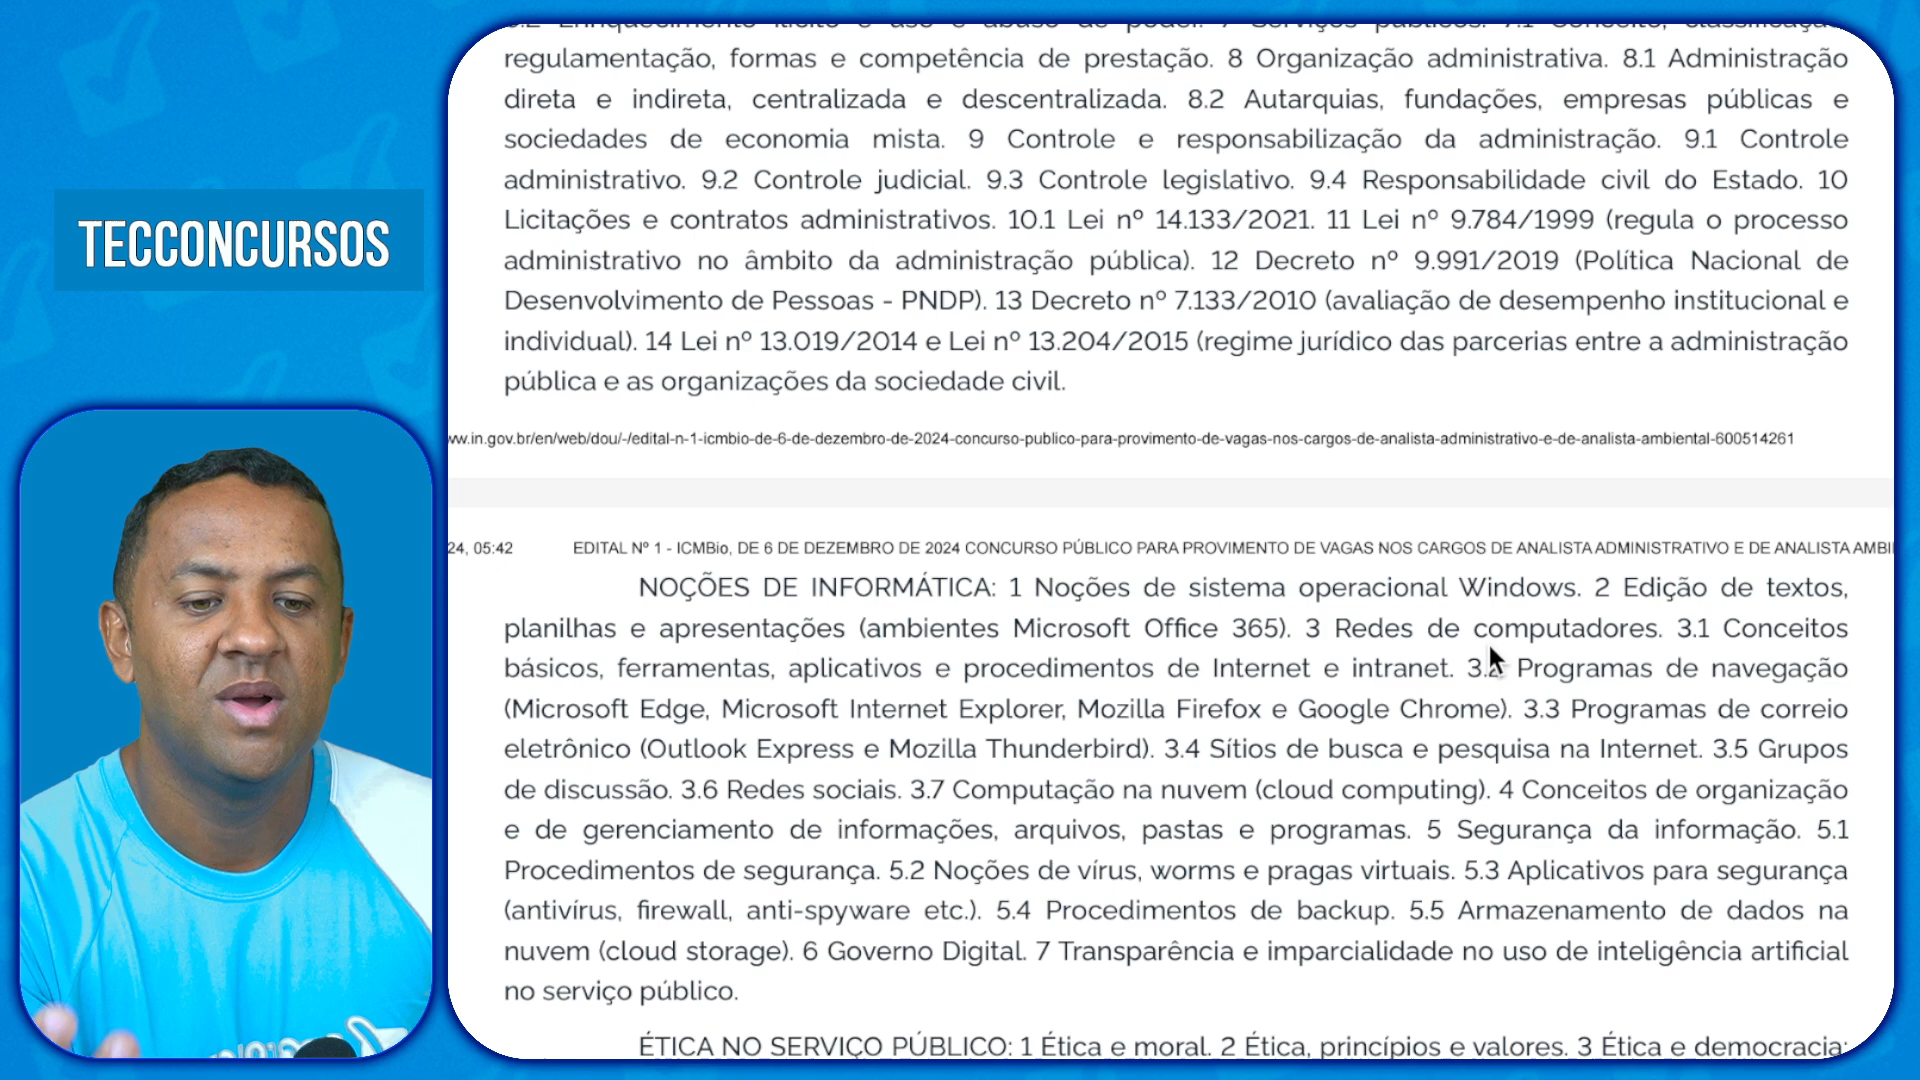 5.2 Enriquecimento ilícito e uso e abuso de poder. 7 Serviços públicos. 7.1 Conceito, classificação,
regulamentação, formas e competência de prestação. 8 Organização administrativa. 8.1 Administração
direta e indireta, centralizada e descentralizada. 8.2 Autarquias, fundações, empresas públicas e
sociedades de economia mista. 9 Controle e responsabilização da administração. 9.1 Controle
administrativo. 9.2 Controle judicial. 9.3 Controle legislativo. 9.4 Responsabilidade civil do Estado. 10
Licitações e contratos administrativos. 10.1 Lei nº 14.133/2021. 11 Lei nº 9.784/1999 (regula o processo
administrativo no âmbito da administração pública). 12 Decreto nº 9.991/2019 (Política Nacional de
Desenvolvimento de Pessoas - PNDP). 13 Decreto nº 7.133/2010 (avaliação de desempenho institucional e
individual). 14 Lei nº 13.019/2014 e Lei nº 13.204/2015 (regime jurídico das parcerias entre a administração
pública e as organizações da sociedade civil.
ww.in.gov.br/en/web/dou/-/edital-n-1-icmbio-de-6-de-dezembro-de-2024-concurso-publico-para-provimento-de-vagas-nos-cargos-de-analista-administrativo-e-de-analista-ambiental-600514261
24, 05:42 EDITAL Nº 1 - ICMBio, DE 6 DE DEZEMBRO DE 2024 CONCURSO PÚBLICO PARA PROVIMENTO DE VAGAS NOS CARGOS DE ANALISTA ADMINISTRATIVO E DE ANALISTA AMBI
NOÇÕES DE INFORMÁTICA: 1 Noções de sistema operacional Windows. 2 Edição de textos,
planilhas e apresentações (ambientes Microsoft Office 365). 3 Redes de computadores. 3.1 Conceitos
básicos, ferramentas, aplicativos e procedimentos de Internet e intranet. 3.2 Programas de navegação
(Microsoft Edge, Microsoft Internet Explorer, Mozilla Firefox e Google Chrome). 3.3 Programas de correio
eletrônico (Outlook Express e Mozilla Thunderbird). 3.4 Sítios de busca e pesquisa na Internet. 3.5 Grupos
de discussão. 3.6 Redes sociais. 3.7 Computação na nuvem (cloud computing). 4 Conceitos de organização
e de gerenciamento de informações, arquivos, pastas e programas. 5 Segurança da informação. 5.1
Procedimentos de segurança. 5.2 Noções de vírus, worms e pragas virtuais. 5.3 Aplicativos para segurança
(antivírus, firewall, anti-spyware etc.). 5.4 Procedimentos de backup. 5.5 Armazenamento de dados na
nuvem (cloud storage). 6 Governo Digital. 7 Transparência e imparcialidade no uso de inteligência artificial
no serviço público.
ÉTICA NO SERVIÇO PÚBLICO: 1 Ética e moral. 2 Ética, princípios e valores. 3 Ética e democracia:
TECCONCURSOS